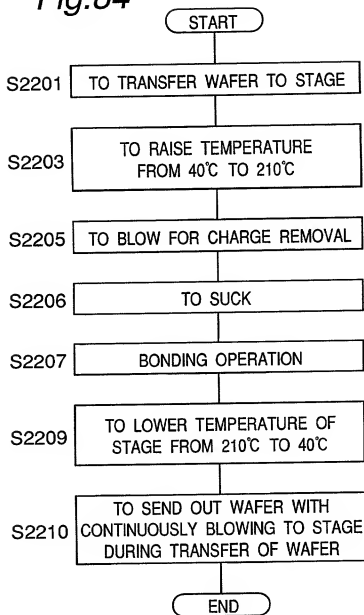 Fig.64
START
S2201 TO TRANSFER WAFER TO STAGE
S2203 TO RAISE TEMPERATURE
FROM 40℃ TO 210℃
S2205 TO BLOW FOR CHARGE REMOVAL
S2206 TO SUCK
S2207 BONDING OPERATION
S2209 TO LOWER TEMPERATURE OF
STAGE FROM 210℃ TO 40℃
S2210 TO SEND OUT WAFER WITH
CONTINUOUSLY BLOWING TO STAGE
DURING TRANSFER OF WAFER
END